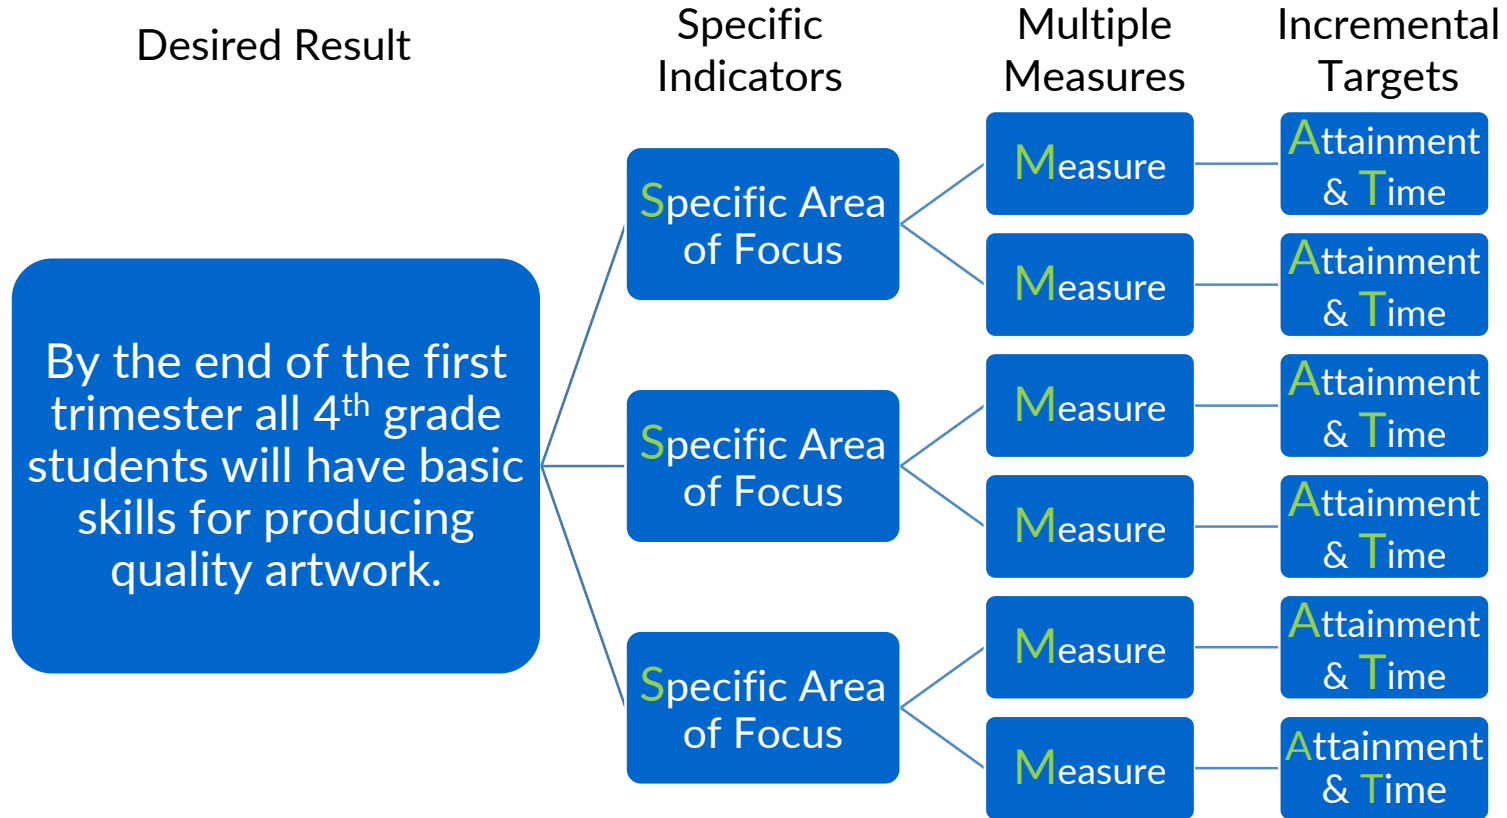 Desired Result
Specific
Indicators
Multiple
Measures
Incremental
Targets
By the end of the first
trimester all 4th grade
students will have basic
skills for producing
quality artwork.
Specific Area
of Focus
Measure
Attainment
& Time
Measure
Attainment
& Time
Specific Area
of Focus
Measure
Attainment
& Time
Measure
Attainment
& Time
Specific Area
of Focus
Measure
Attainment
& Time
Measure
Attainment
& Time